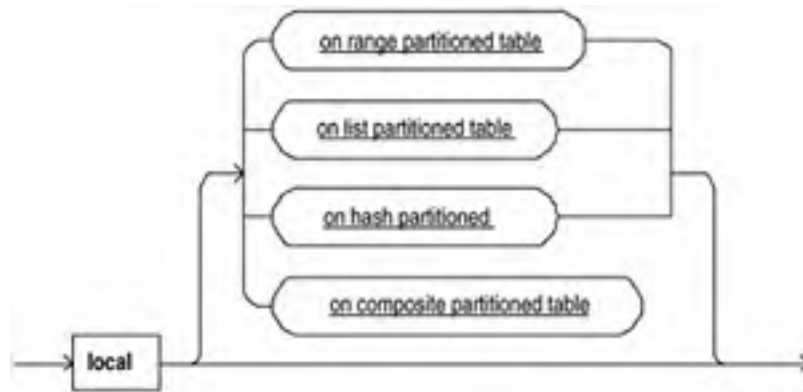 on range partitioned table
on list partitioned table
on hash partitioned
on composite partitioned table
local